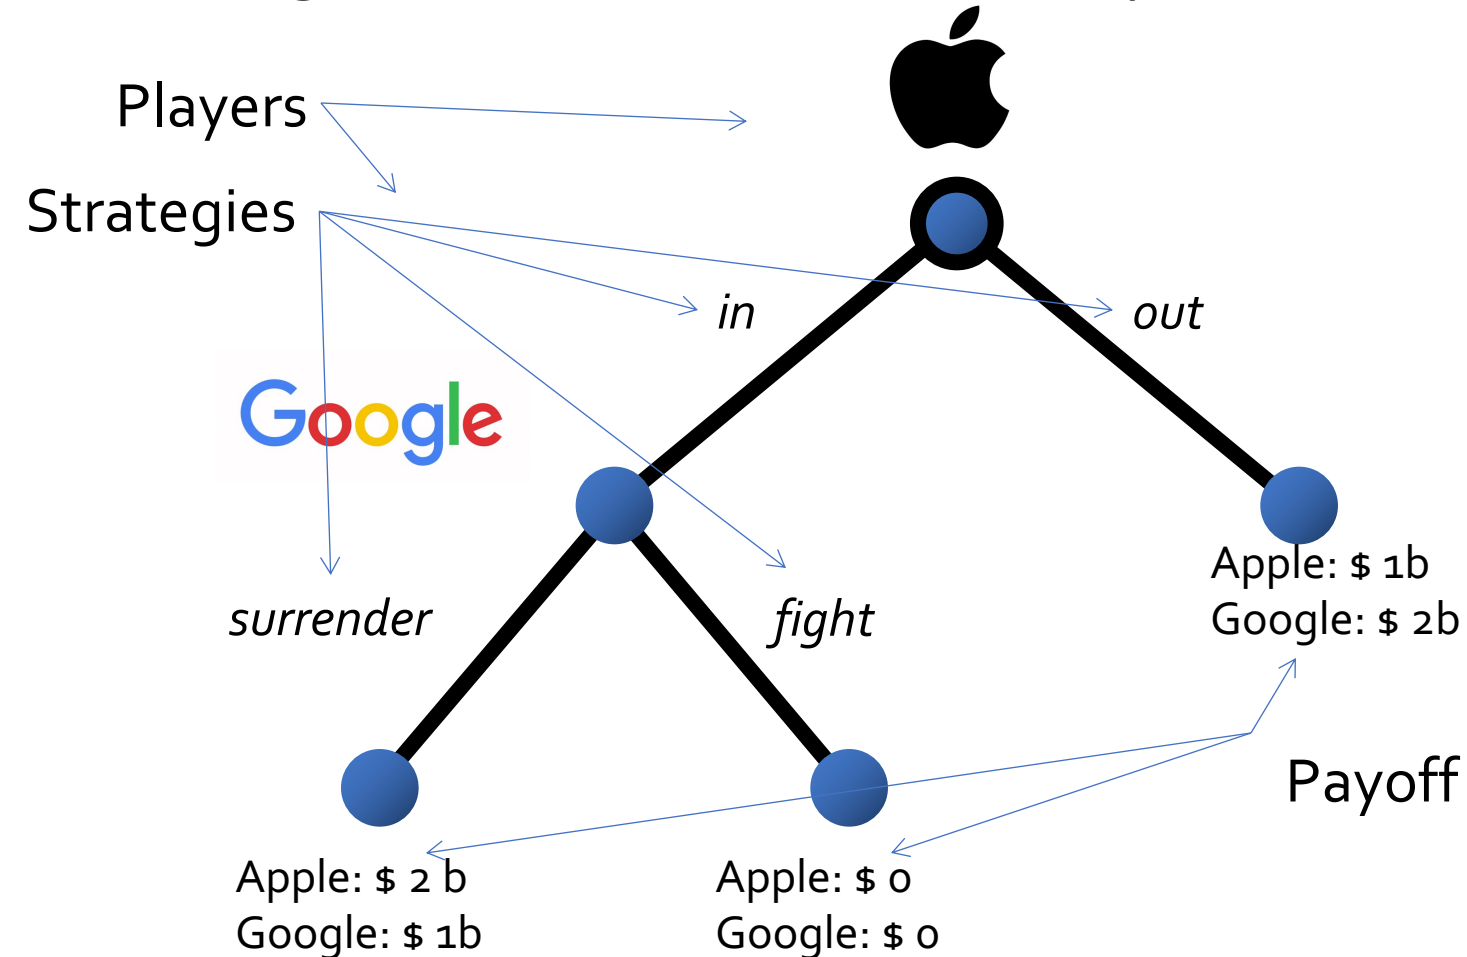 Players
Strategies
in
out
Google
surrender
fight
Apple: $ 1b
Google: $ 2b
Payoff
Apple: $ 2 b
Google: $ 1b
Apple: $ 0
Google: $ 0